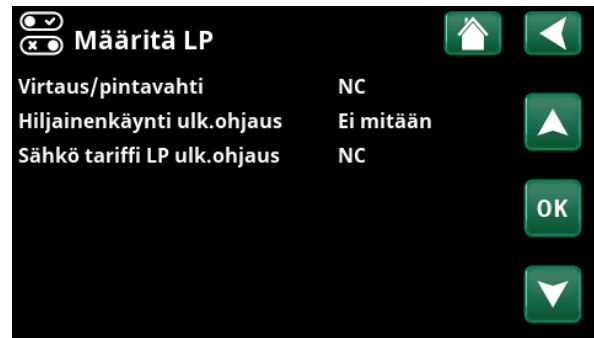 Määritä LP
Virtaus/pintavahti NC
Hiljainenkäynti ulk.ohjaus Ei mitään
Sähkö tariffi LP ulk.ohjaus NC
OK